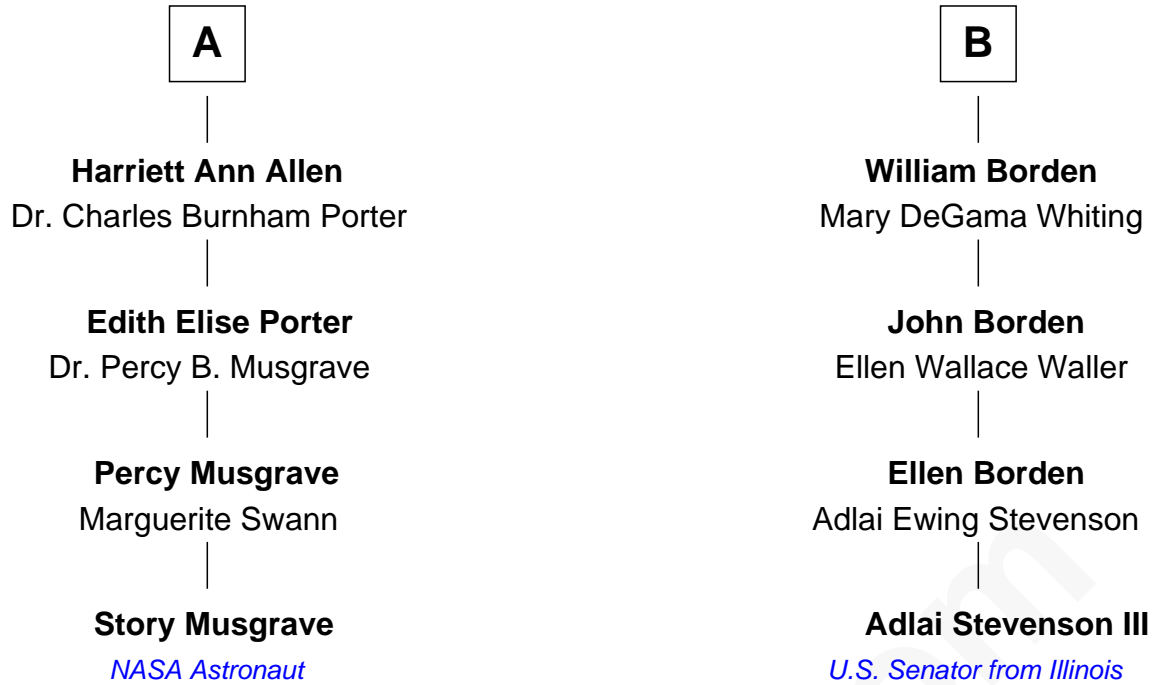 A
Harriett Ann Allen
Dr. Charles Burnham Porter
Edith Elise Porter
Dr. Percy B. Musgrave
Percy Musgrave
Marguerite Swann
Story Musgrave
NASA Astronaut
B
William Borden
Mary DeGama Whiting
John Borden
Ellen Wallace Waller
Ellen Borden
Adlai Ewing Stevenson
Adlai Stevenson III
U.S. Senator from Illinois